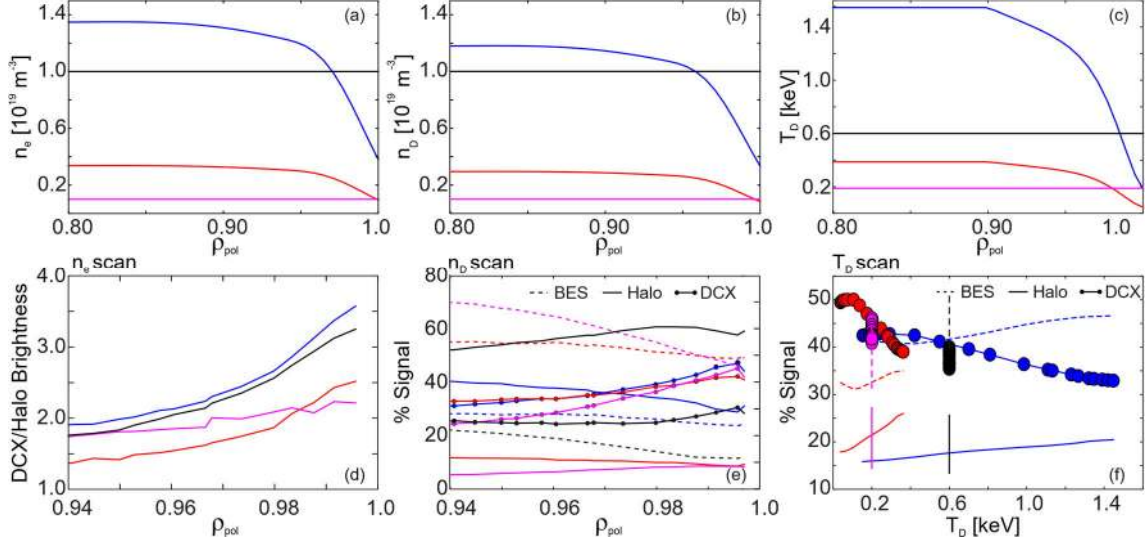 (a)
n_e [10^19 m^-3]
1.4
1.0
0.6
0.2
0.80
0.90
1.0
ρ_pol
n_e scan
(b)
n_D [10^19 m^-3]
1.4
1.0
0.6
0.2
0.80
0.90
1.0
ρ_pol
n_D scan
(c)
T_D [keV]
1.4
1.0
0.6
0.2
0.80
0.90
1.0
ρ_pol
T_D scan
DCX/Halo Brightness
4.0
3.0
2.0
1.0
(d)
0.94
0.96
0.98
1.0
ρ_pol
% Signal
80
60
40
20
0
BES
Halo
DCX
(e)
0.94
0.96
0.98
1.0
ρ_pol
% Signal
50
40
30
20
10
BES
Halo
DCX
(f)
0.2
0.6
1.0
1.4
T_D [keV]